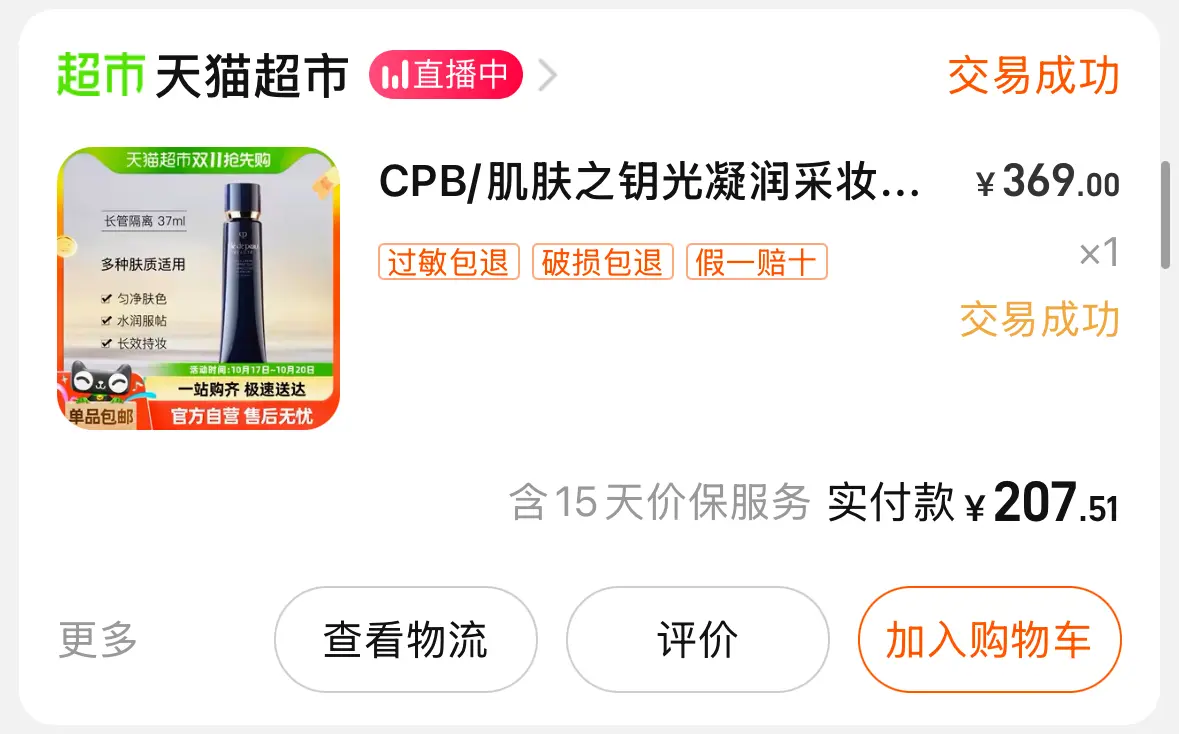 超市 天猫超市 直播中 交易成功
天猫超市双11抢先购
长管隔离 37ml
多种肤质适用
匀净肤色
水润服帖
长效持妆
活动时间:10月17日~10月20日
一站购齐 极速送达
单品包邮 官方自营 售后无忧
CPB/肌肤之钥光凝润采妆... ¥369.00
×1
过敏包退 破损包退 假一赔十
交易成功
含15天价保服务 实付款 ¥207.51
更多 查看物流 评价 加入购物车